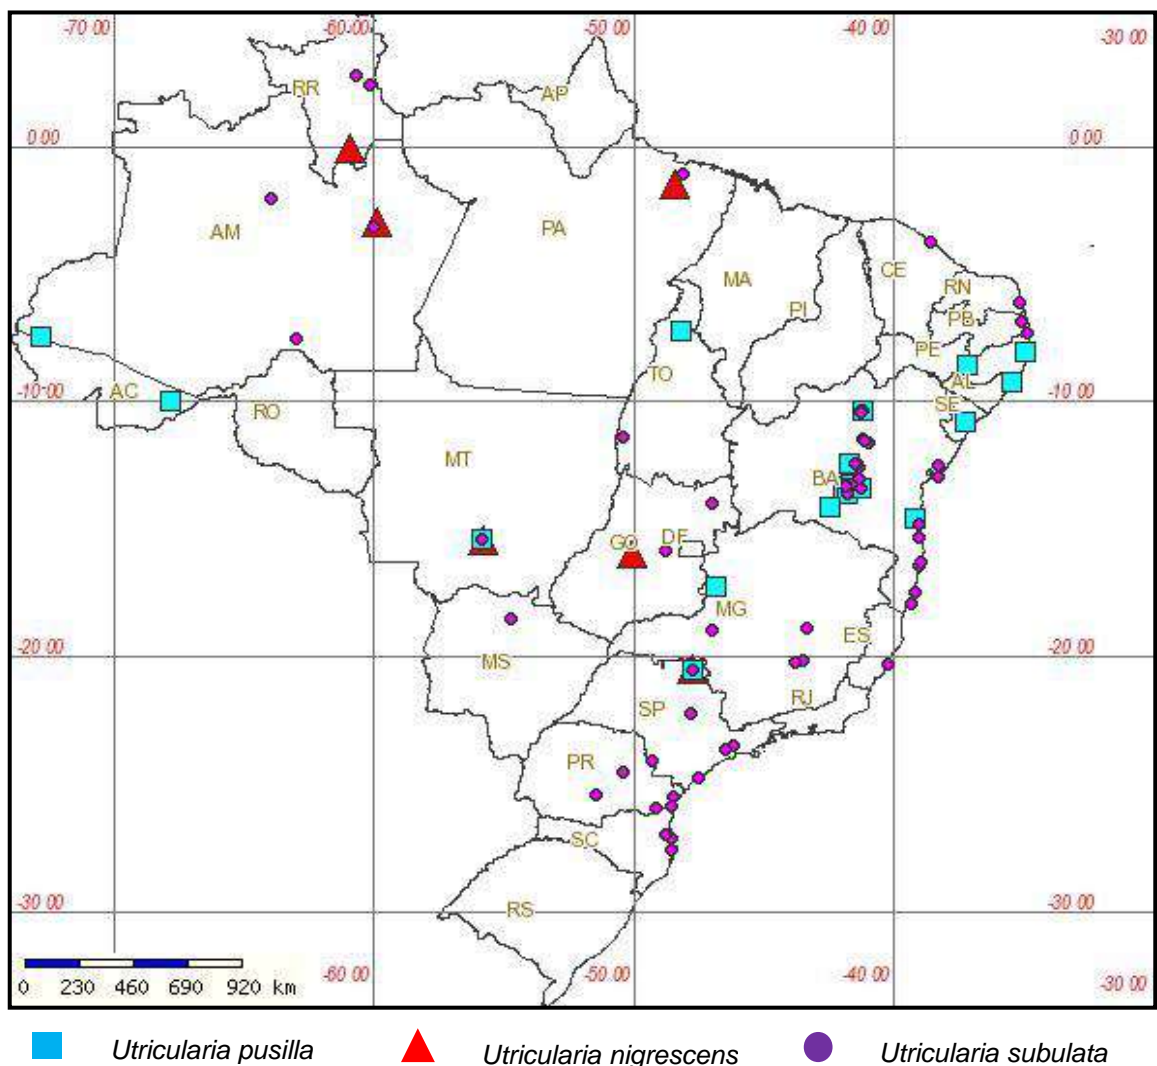 -70 00 -60.00 -50.00 -40 00 -30 00
RR
AP
0.00 0 00
AM PA
MA CE
RN
PI PB
PE
TO AL
-10.00 AC SE -10 00
RO
MT
BA
GO DF
MG
ES
-20 00 MS -20 00
RJ
SP
PR
SC
RS
-30 00 -30 00
-60 00 -50.00 -40 00 -30 00
0 230 460 690 920 km
Utricularia pusilla Utricularia nigrescens Utricularia subulata